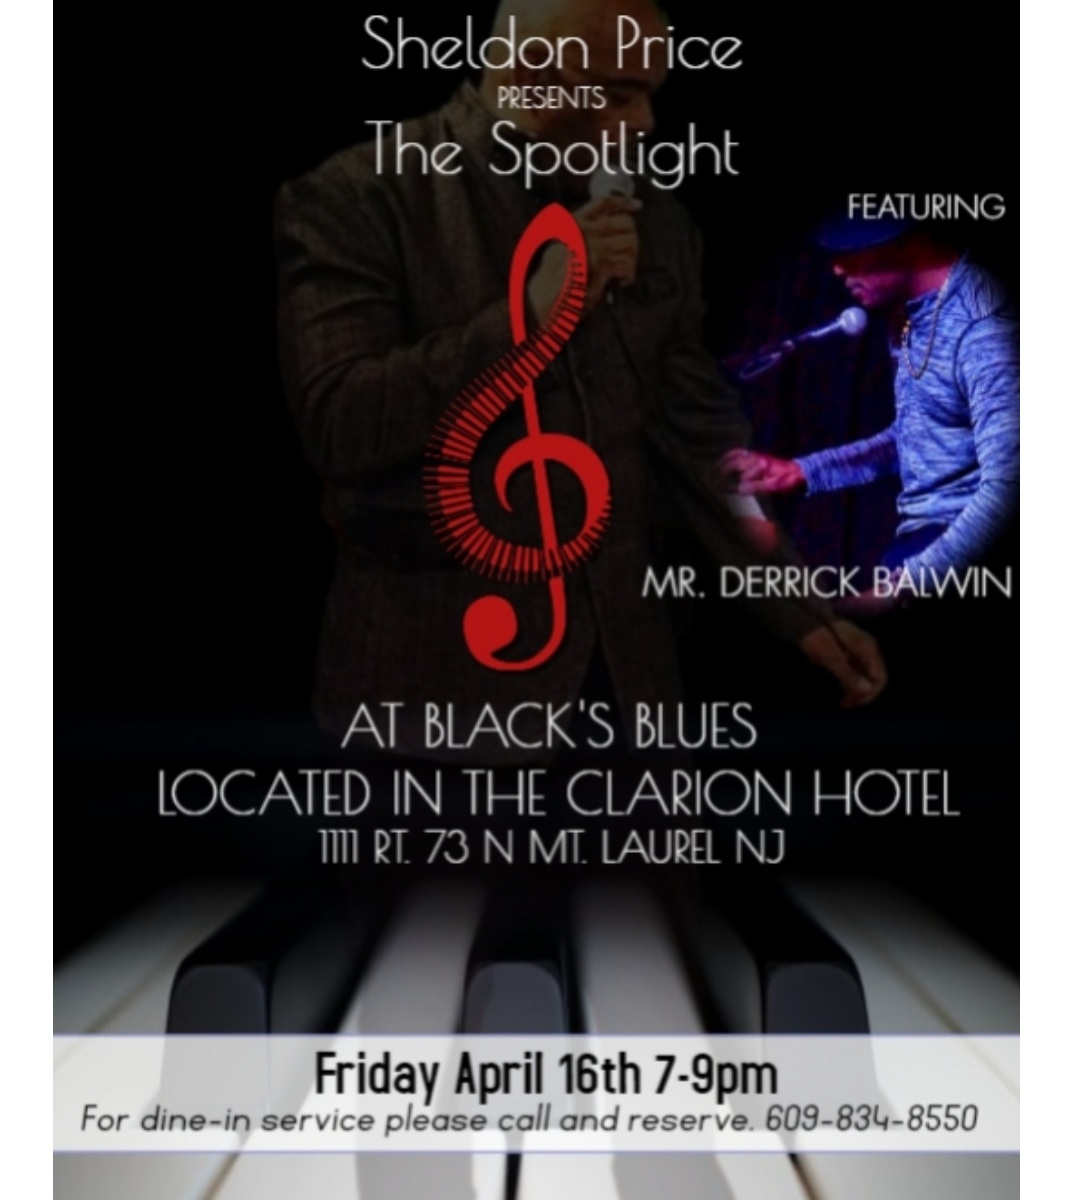 Sheldon Price
PRESENTS
The Spotlight
FEATURING
MR. DERRICK BALWIN
AT BLACK'S BLUES
LOCATED IN THE CLARION HOTEL
1111 RT. 73 N MT. LAUREL NJ
Friday April 16th 7-9pm
For dine-in service please call and reserve. 609-834-8550